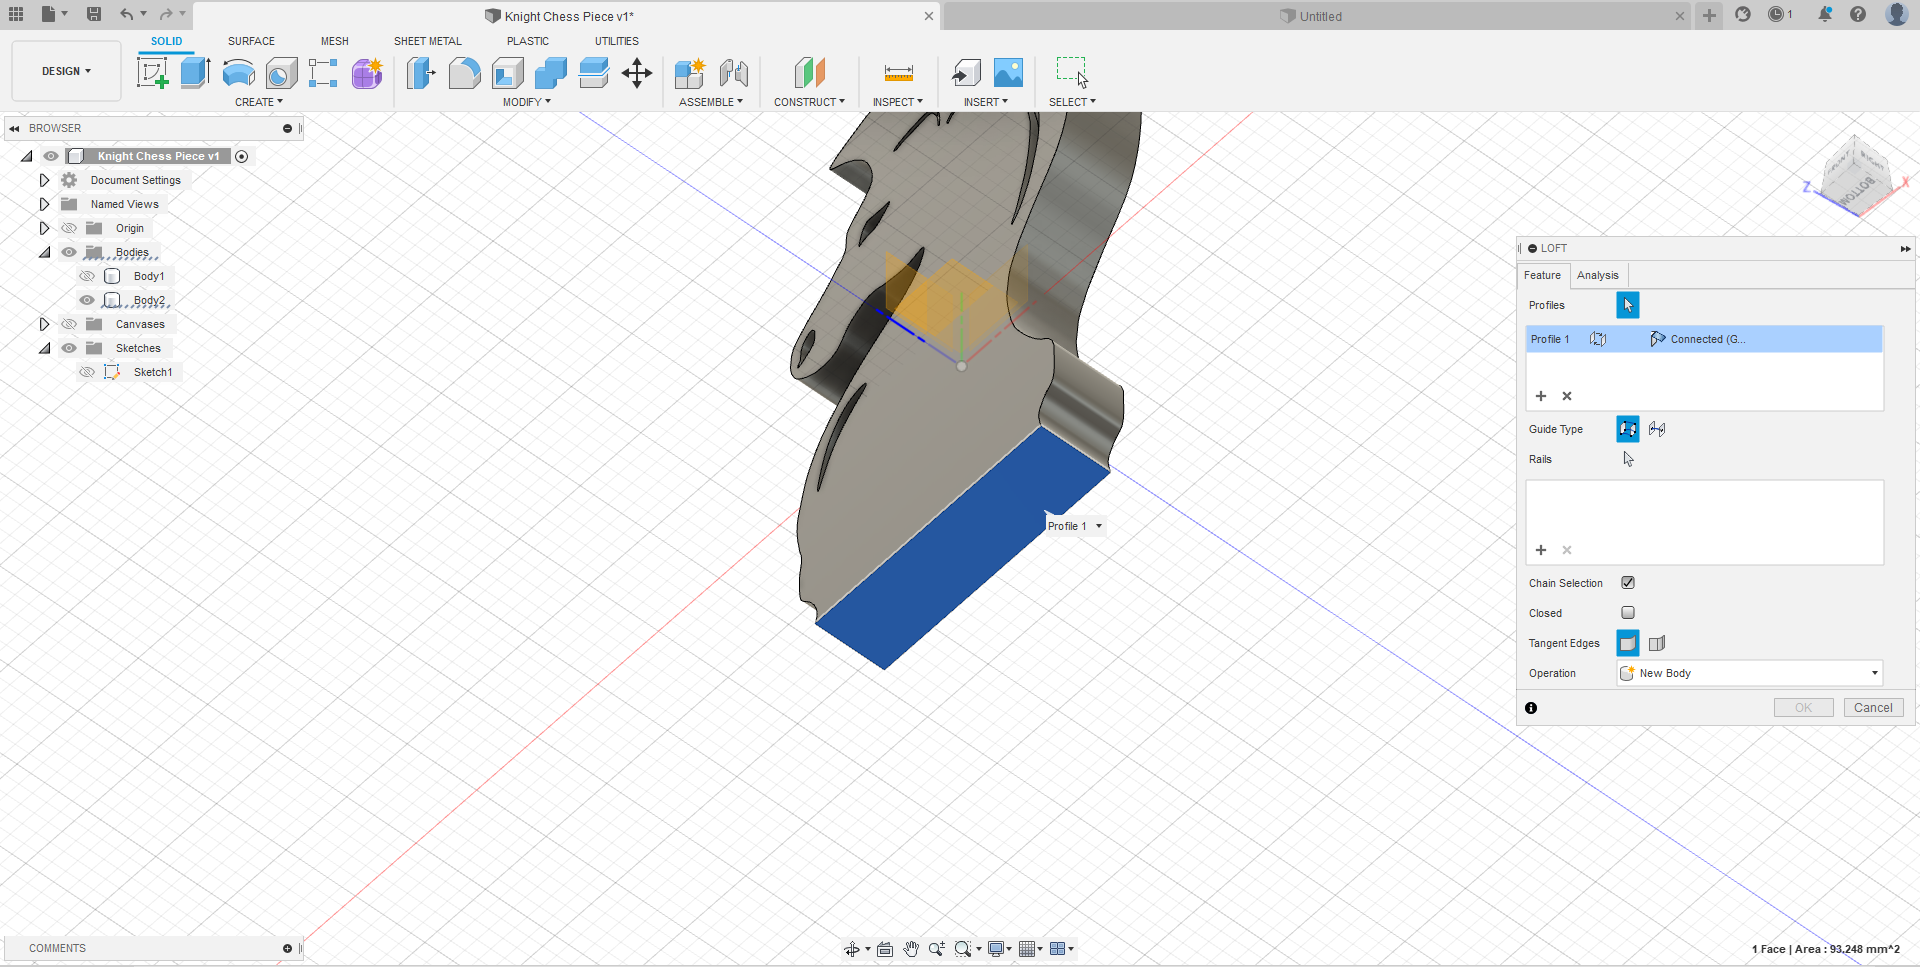 Knight Chess Piece v1*
Untitled
1
DESIGN
SOLID
SURFACE
MESH
SHEET METAL
PLASTIC
UTILITIES
CREATE
MODIFY
ASSEMBLE
CONSTRUCT
INSPECT
INSERT
SELECT
BROWSER
Knight Chess Piece v1
Document Settings
Named Views
Origin
Bodies
Body1
Body2
Canvases
Sketches
Sketch1
Z
X
RIGHT
BOTTOM
Profile 1
LOFT
Feature
Analysis
Profiles
Profile 1
Connected (G...
Guide Type
Rails
Chain Selection
Closed
Tangent Edges
Operation
New Body
OK
Cancel
COMMENTS
1 Face | Area : 93.248 mm^2